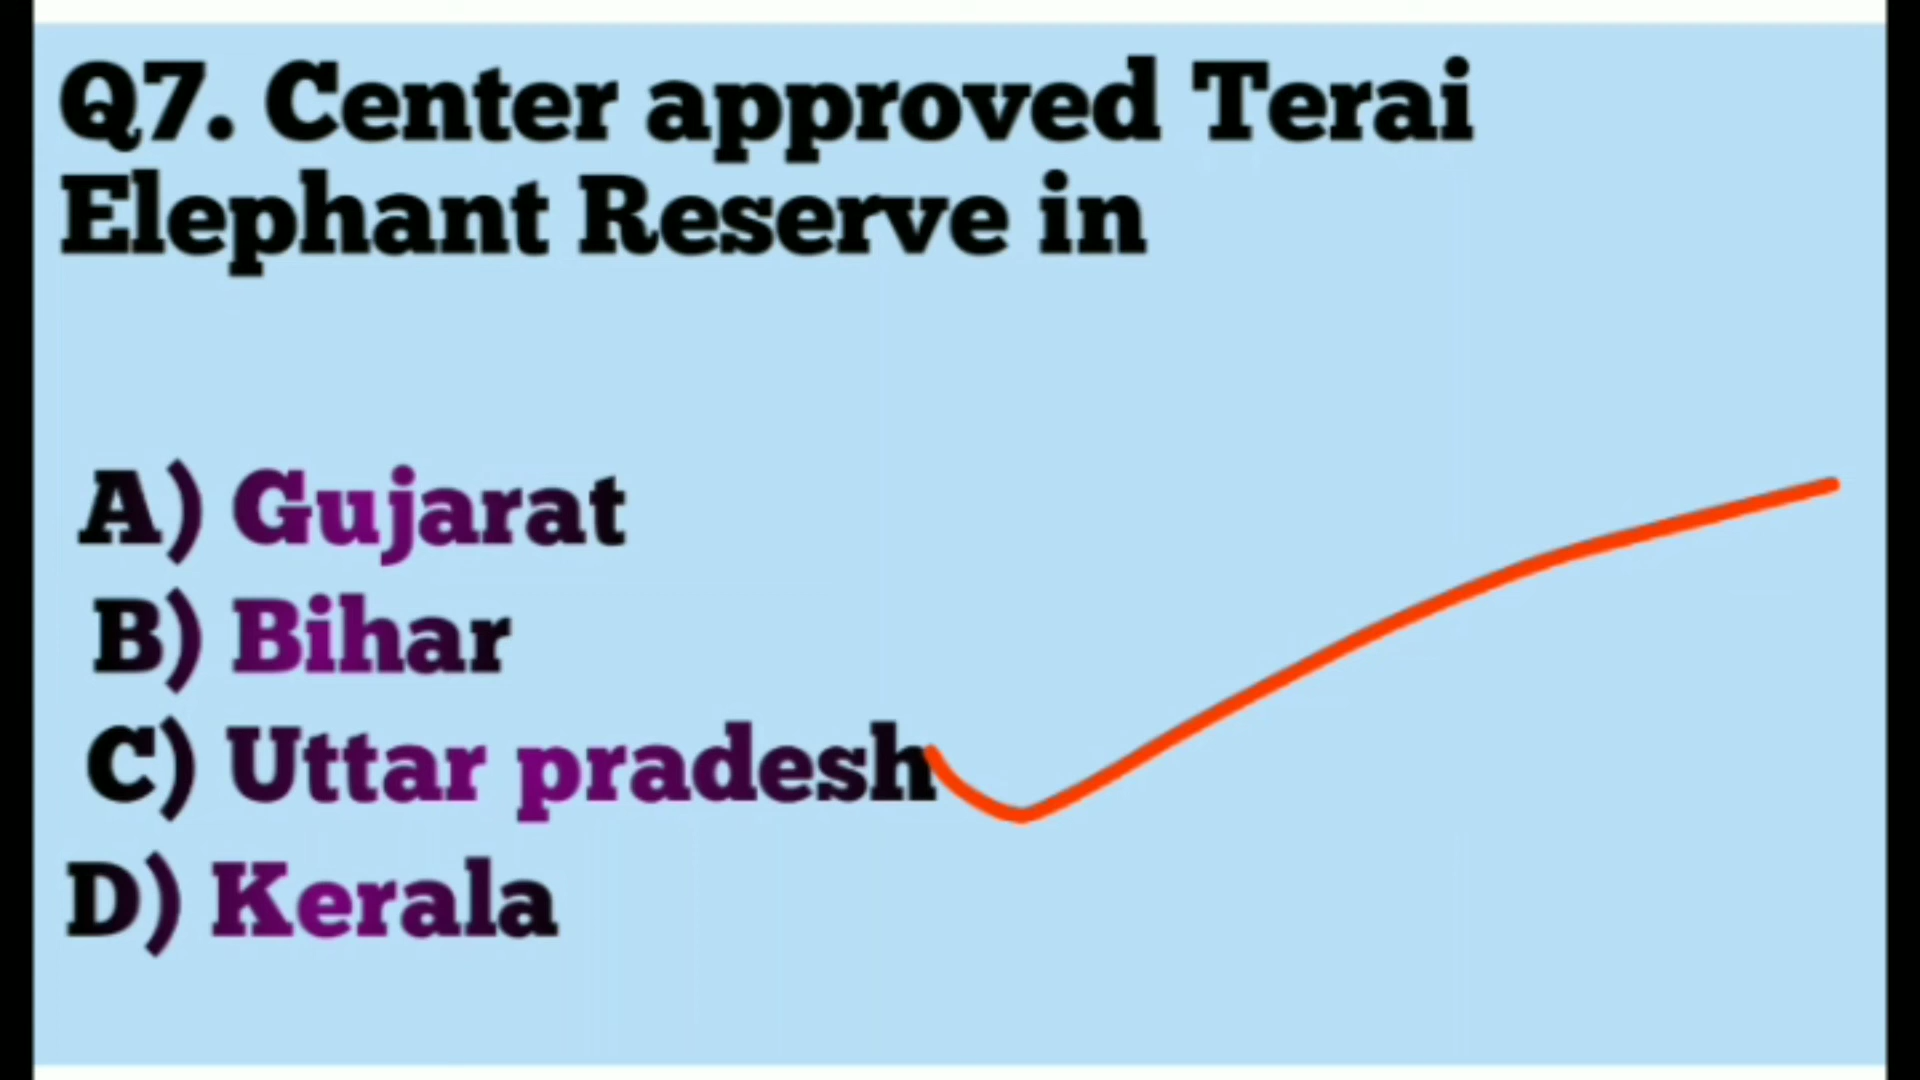 Q7. Center approved Terai
Elephant Reserve in
A) Gujarat
B) Bihar
C) Uttar pradesh
D) Kerala